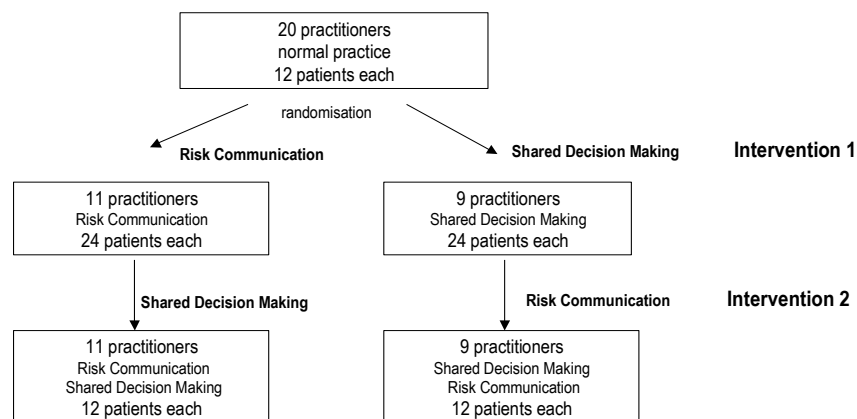 20 practitioners
normal practice
12 patients each
randomisation
Risk Communication
Shared Decision Making
Intervention 1
11 practitioners
Risk Communication
24 patients each
9 practitioners
Shared Decision Making
24 patients each
Shared Decision Making
Risk Communication
Intervention 2
11 practitioners
Risk Communication
Shared Decision Making
12 patients each
9 practitioners
Shared Decision Making
Risk Communication
12 patients each